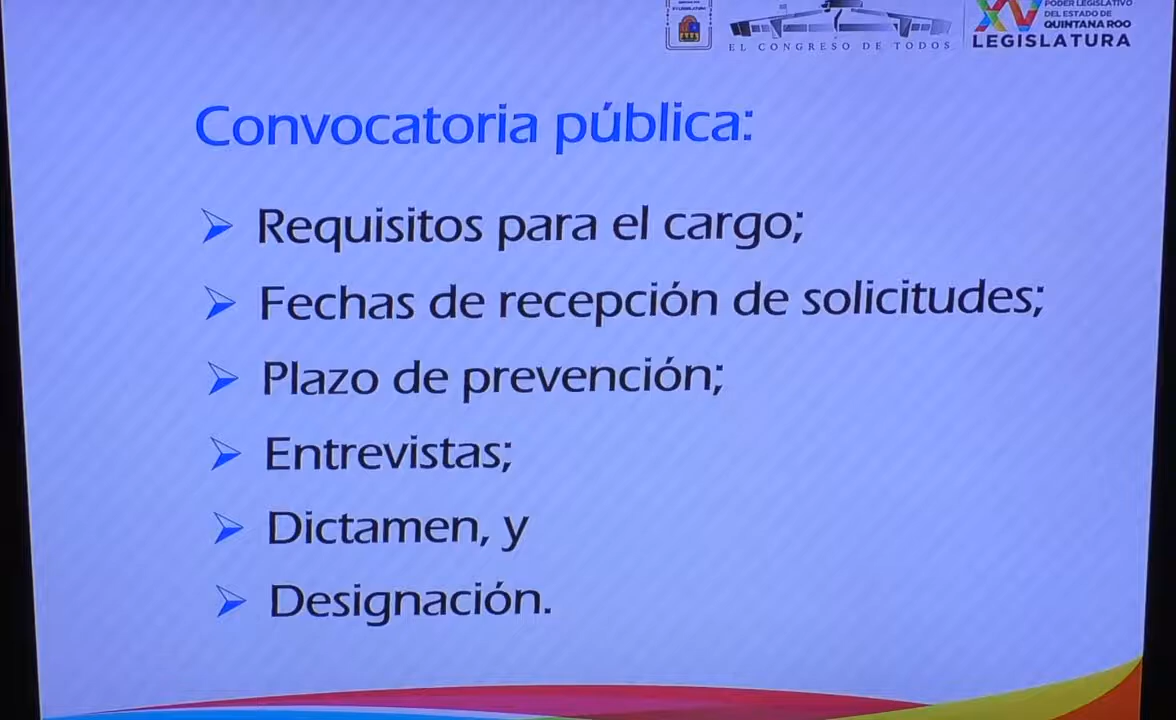 PODER LEGISLATIVO
DEL ESTADO DE
QUINTANA ROO
XV
LEGISLATURA
EL CONGRESO DE TODOS
Convocatoria pública:
Requisitos para el cargo;
Fechas de recepción de solicitudes;
Plazo de prevención;
Entrevistas;
Dictamen, y
Designación.